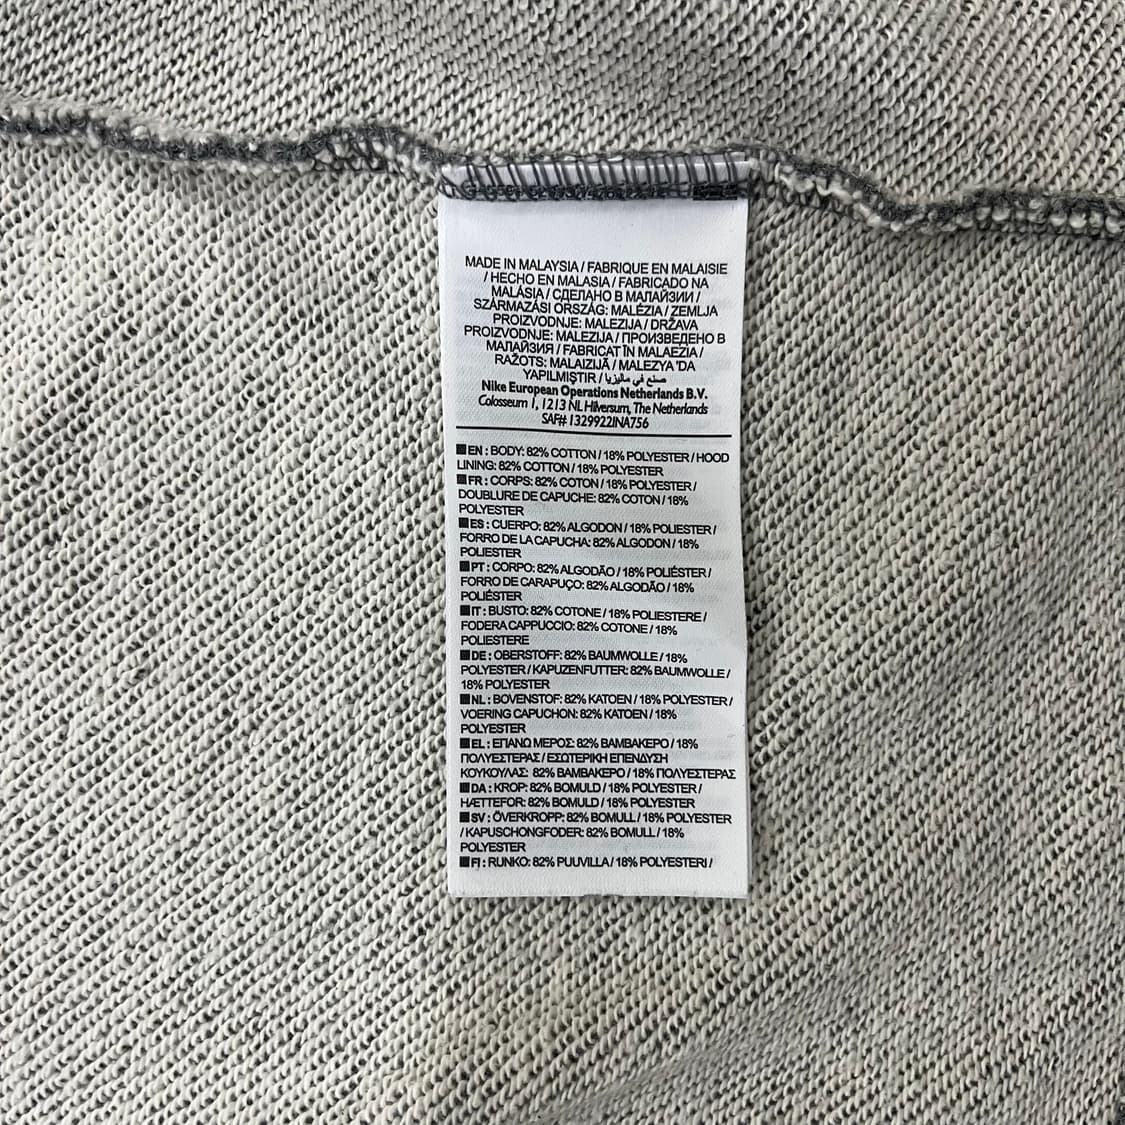 MADE IN MALAYSIA / FABRIQUE EN MALAISIE
/ HECHO EN MALASIA / FABRICADO NA
MALÁSIA / СДЕЛАНО В МАЛАЙЗИИ /
SZÁRMAZÁSI ORSZÁG: MALÉZIA / ZEMLJA
PROIZVODNJE: MALEZIJA / DRŽAVA
PROIZVODNJE: MALEZIJA / ПРОИЗВЕДЕНО В
МАЛАЙЗИЯ / FABRICAT ÎN MALAEZIA /
RAŽOTS: MALAIZIJĀ / MALEZYA 'DA
YAPILMIŞTIR / صنع في ماليزيا
Nike European Operations Netherlands B.V.
Colosseum 1, 1213 NL Hilversum, The Netherlands
SAF# 1329922INA756
EN : BODY: 82% COTTON / 18% POLYESTER / HOOD
LINING: 82% COTTON / 18% POLYESTER
FR : CORPS: 82% COTON / 18% POLYESTER /
DOUBLURE DE CAPUCHE: 82% COTON / 18%
POLYESTER
ES : CUERPO: 82% ALGODON / 18% POLIESTER /
FORRO DE LA CAPUCHA: 82% ALGODON / 18%
POLIESTER
PT : CORPO: 82% ALGODÃO / 18% POLIÉSTER /
FORRO DE CARAPUÇO: 82% ALGODÃO / 18%
POLIÉSTER
IT : BUSTO: 82% COTONE / 18% POLIESTERE /
FODERA CAPPUCCIO: 82% COTONE / 18%
POLIESTERE
DE : OBERSTOFF: 82% BAUMWOLLE / 18%
POLYESTER / KAPUZENFUTTER: 82% BAUMWOLLE /
18% POLYESTER
NL : BOVENSTOF: 82% KATOEN / 18% POLYESTER /
VOERING CAPUCHON: 82% KATOEN / 18%
POLYESTER
EL : ΕΠΑΝΩ ΜΕΡΟΣ: 82% ΒΑΜΒΑΚΕΡΟ / 18%
ΠΟΛΥΕΣΤΕΡΑΣ / ΕΣΩΤΕΡΙΚΗ ΕΠΕΝΔΥΣΗ
ΚΟΥΚΟΥΛΑΣ: 82% ΒΑΜΒΑΚΕΡΟ / 18% ΠΟΛΥΕΣΤΕΡΑΣ
DA : KROP: 82% BOMULD / 18% POLYESTER /
HÆTTEFOR: 82% BOMULD / 18% POLYESTER
SV : ÖVERKROPP: 82% BOMULL / 18% POLYESTER
/ KAPUSCHONGFODER: 82% BOMULL / 18%
POLYESTER
FI : RUNKO: 82% PUUVILLA / 18% POLYESTERI /